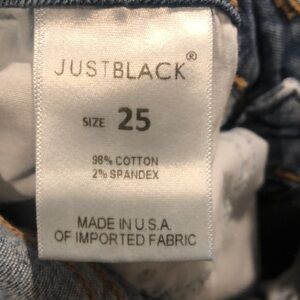 JUSTBLACK®
SIZE 25
98% COTTON
2% SPANDEX
MADE IN U.S.A.
OF IMPORTED FABRIC